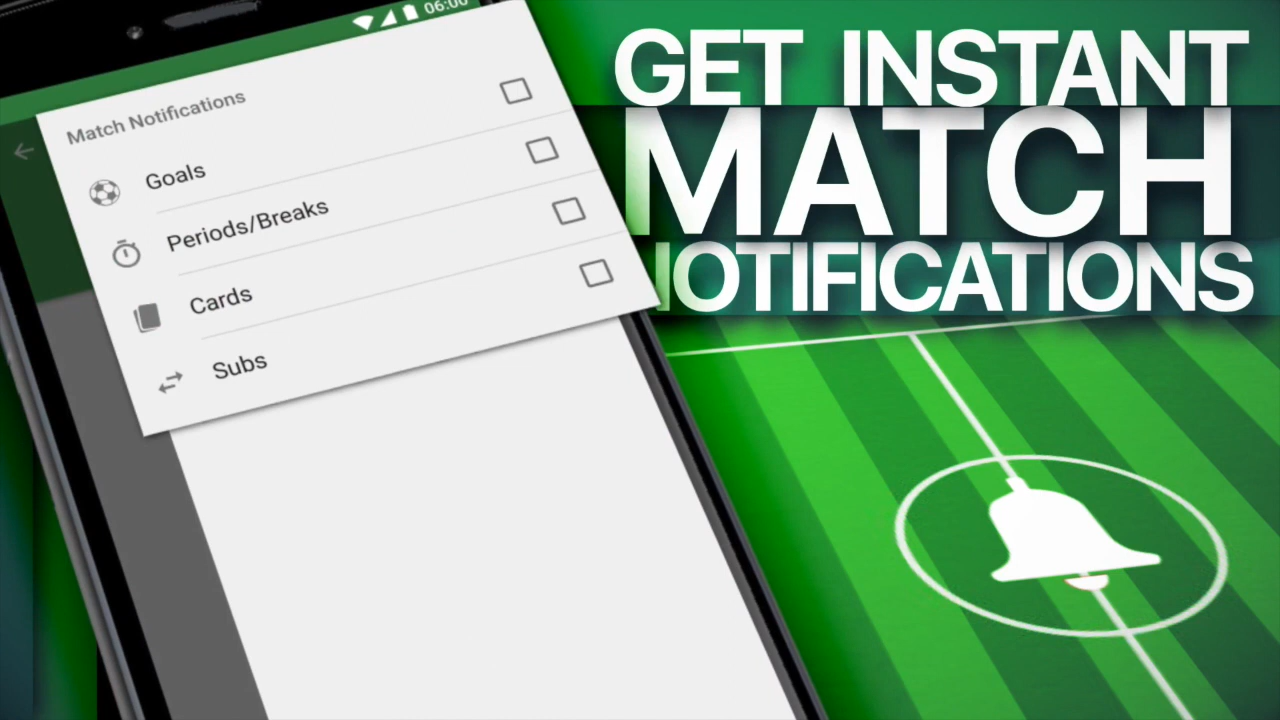 06:00
Match Notifications
Goals
Periods/Breaks
Cards
Subs
GET INSTANT
MATCH
NOTIFICATIONS